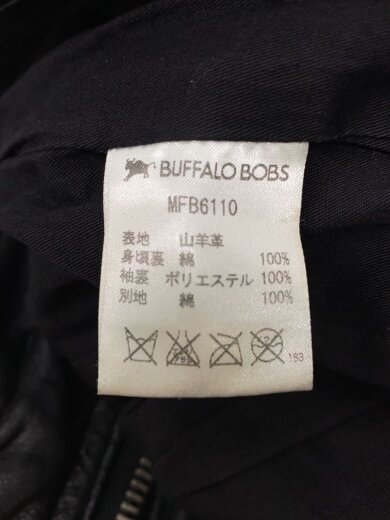 BUFFALO BOBS
MFB6110
表地 山羊革
身頃裏 綿 100%
袖裏 ポリエステル 100%
別地 綿 100%
163